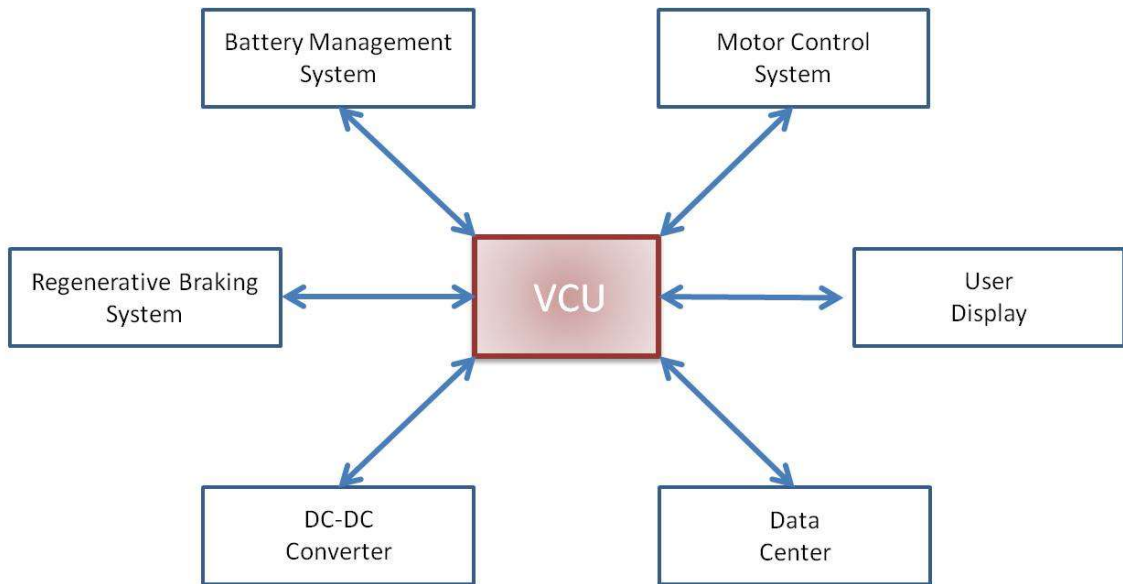 Battery Management
System
Motor Control
System
Regenerative Braking
System
VCU
User
Display
DC-DC
Converter
Data
Center